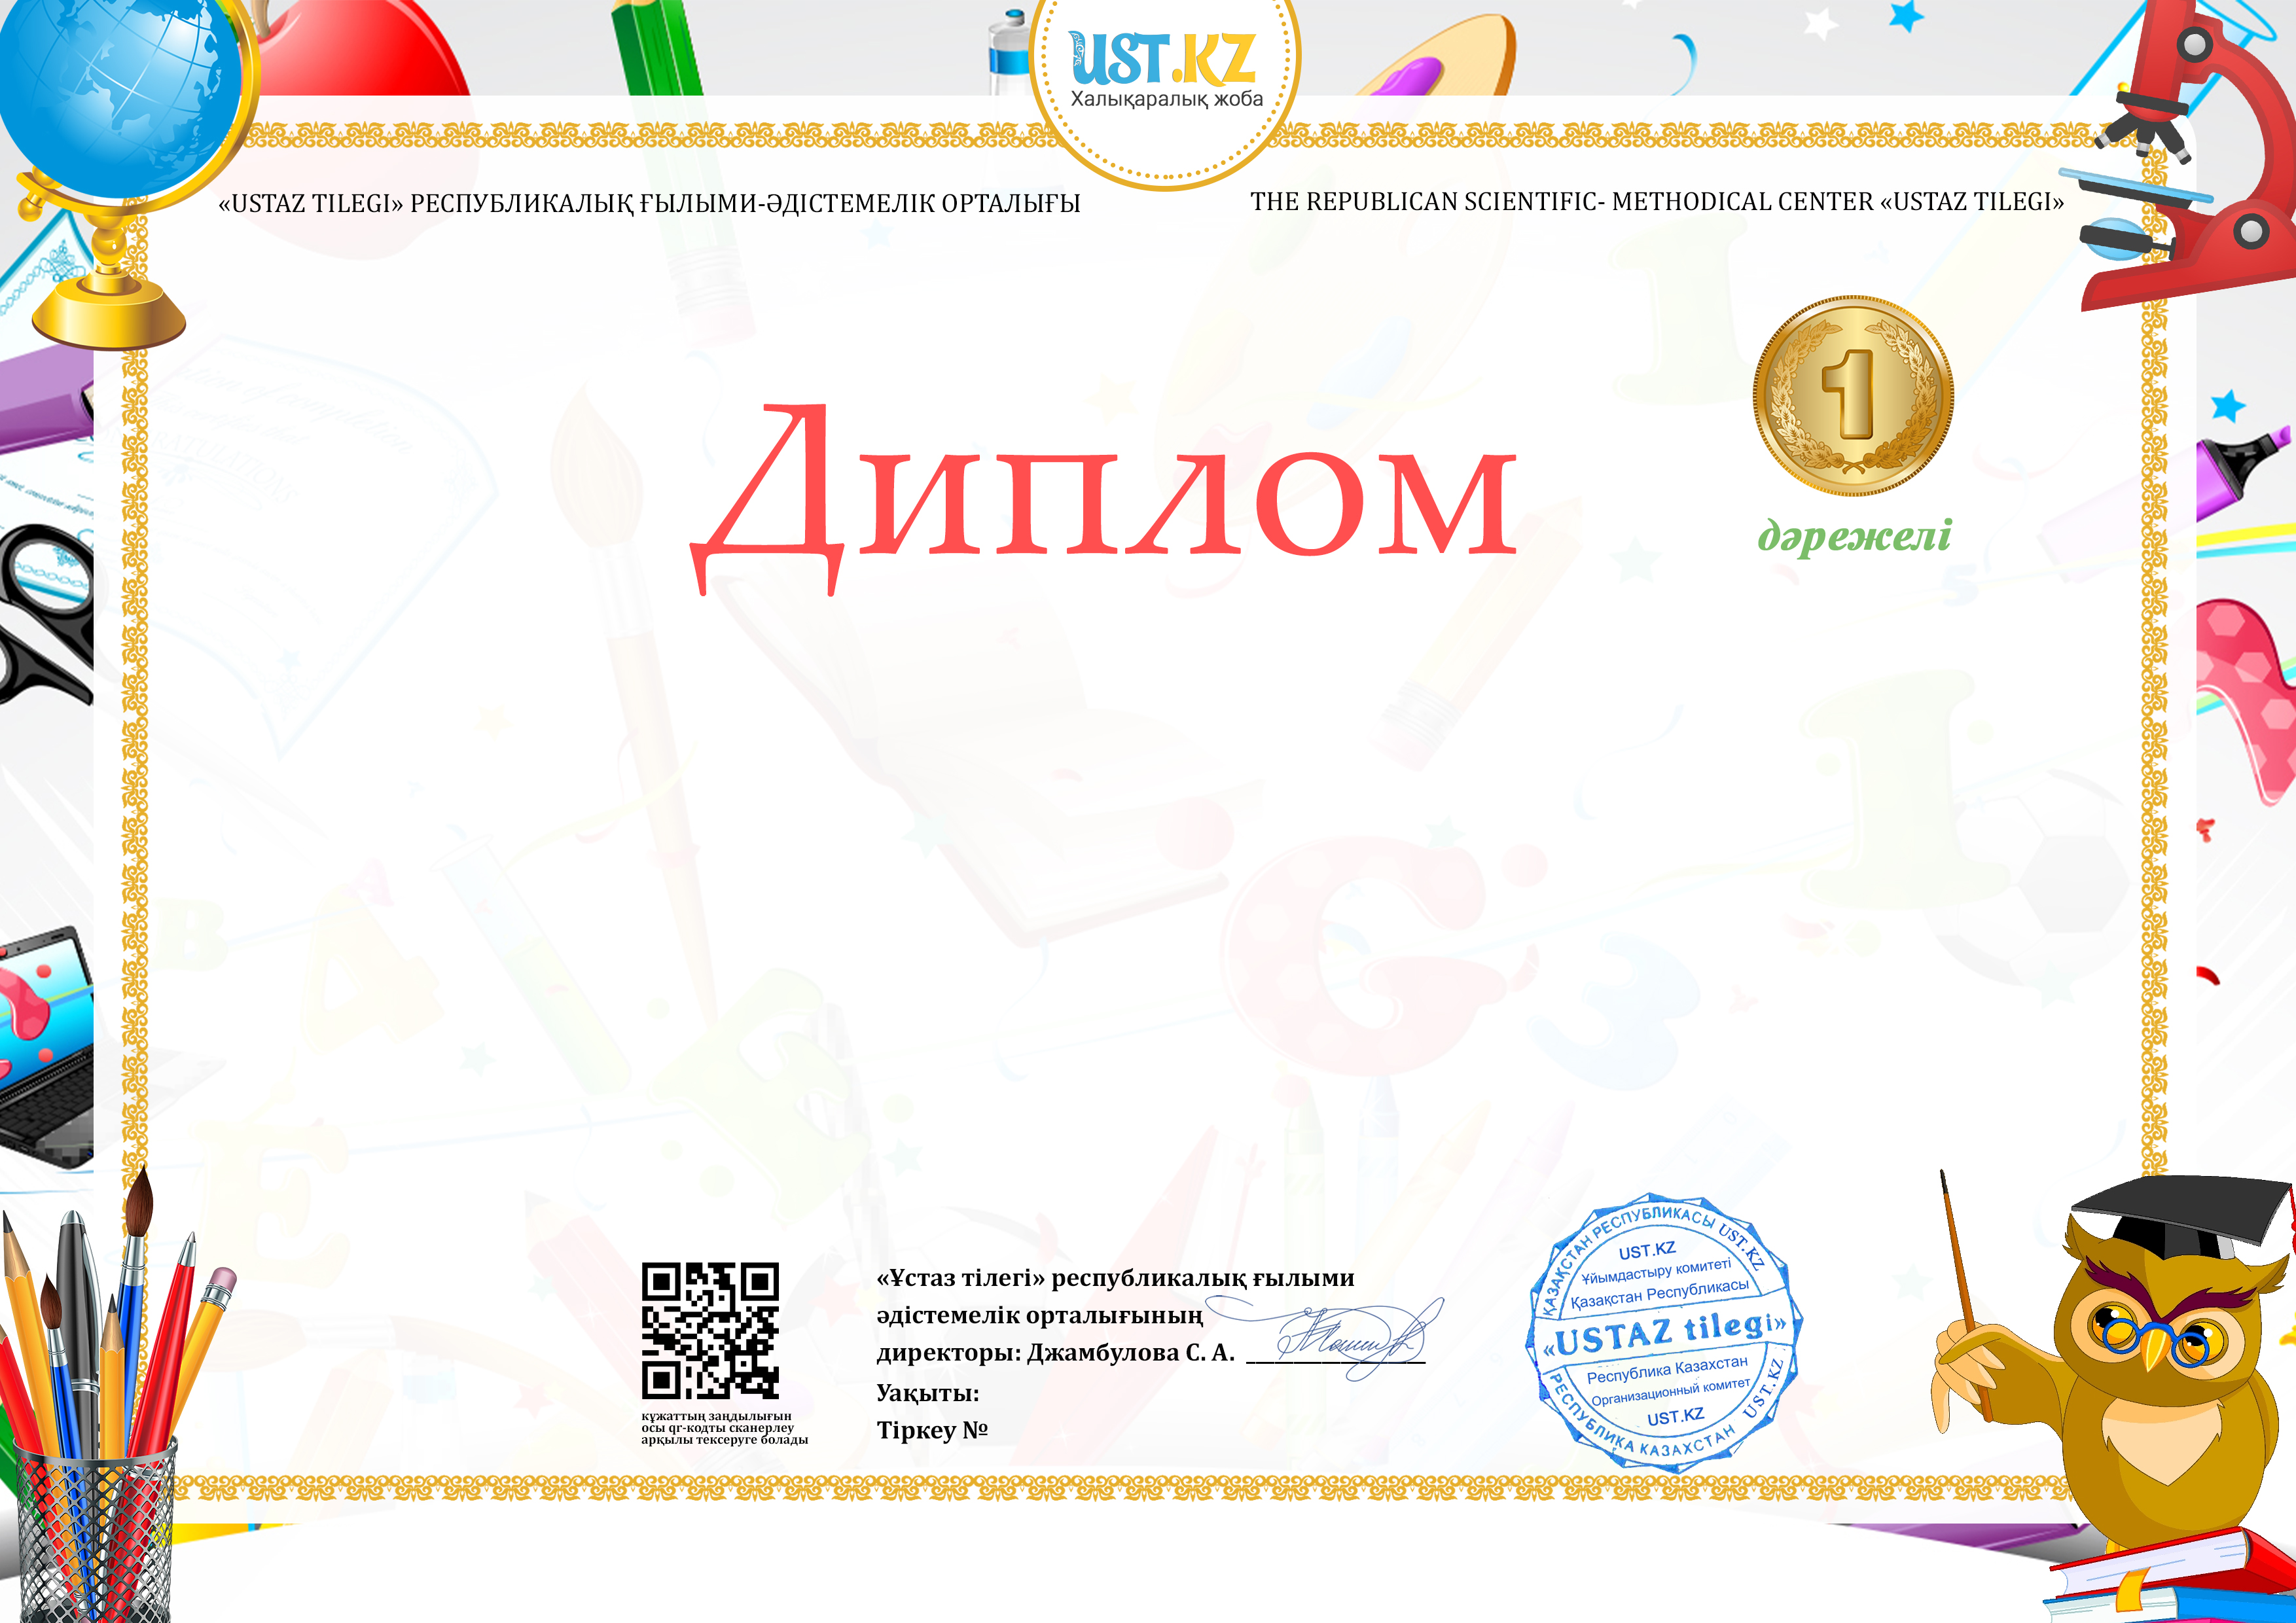 UST.KZ
Халықаралық жоба
«USTAZ TILEGI» РЕСПУБЛИКАЛЫҚ ҒЫЛЫМИ-ӘДІСТЕМЕЛІК ОРТАЛЫҒЫ
THE REPUBLICAN SCIENTIFIC- METHODICAL CENTER «USTAZ TILEGI»
1
Диплом
дәрежелі
«Ұстаз тілегі» республикалық ғылыми
әдістемелік орталығының
директоры: Джамбулова С. А.
Уақыты:
Тіркеу №
құжаттың заңдылығын
осы qr-кодты сканерлеу
арқылы тексеруге болады
ҚАЗАҚСТАН РЕСПУБЛИКАСЫ UST.KZ
UST.KZ
Ұйымдастыру комитеті
Қазақстан Республикасы
«USTAZ tilegi»
Республика Казахстан
Организационный комитет
UST.KZ
РЕСПУБЛИКА КАЗАХСТАН UST.KZ